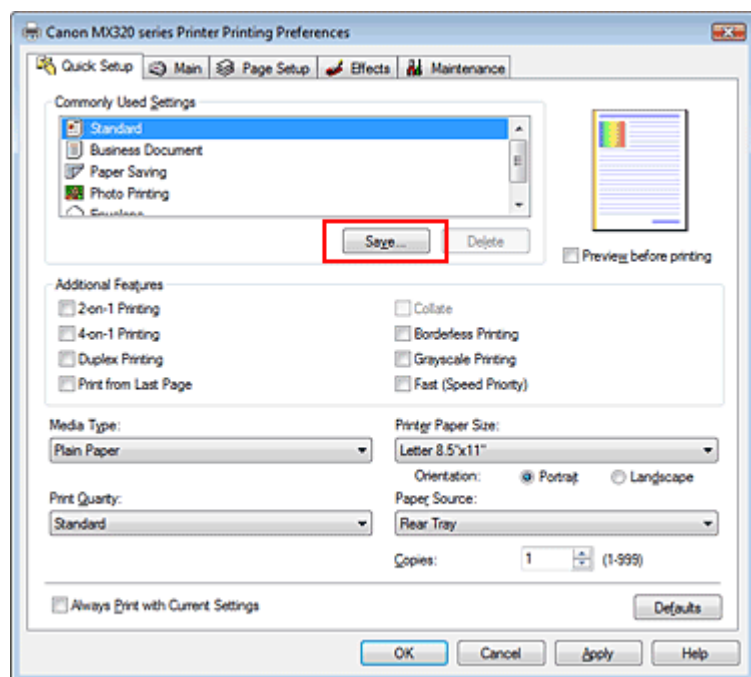 Canon MX320 series Printer Printing Preferences
Quick Setup Main Page Setup Effects Maintenance
Commonly Used Settings
Standard
Business Document
Paper Saving
Photo Printing
Envelope
Save... Delete
Preview before printing
Additional Features
2-on-1 Printing Collate
4-on-1 Printing Borderless Printing
Duplex Printing Grayscale Printing
Print from Last Page Fast (Speed Priority)
Media Type: Printer Paper Size:
Plain Paper Letter 8.5"x11"
Orientation: Portrait Landscape
Print Quality: Paper Source:
Standard Rear Tray
Copies: 1 (1-999)
Always Print with Current Settings Defaults
OK Cancel Apply Help